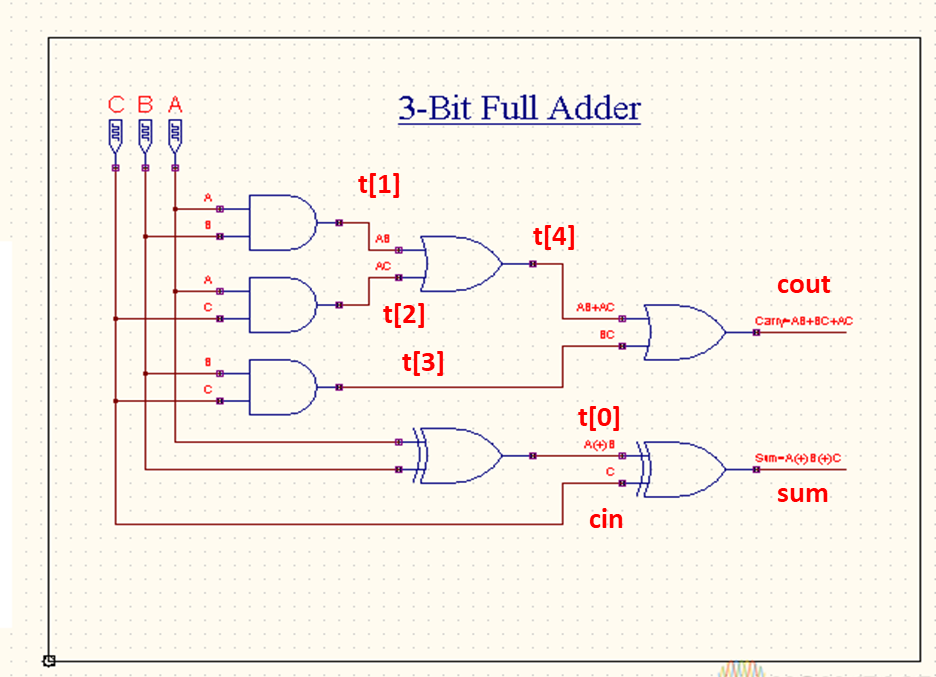 3-Bit Full Adder
C B A
t[1]
A
B
AB
t[4]
AC
A
C
t[2]
cout
AB+AC
Carry=AB+BC+AC
BC
t[3]
B
C
t[0]
A(+)B
Sum=A(+)B(+)C
C
sum
cin